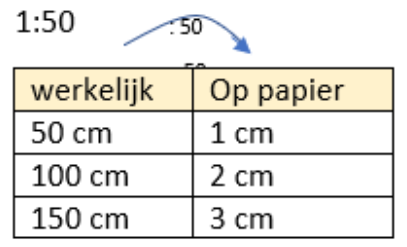 1:50
: 50
werkelijk Op papier
50 cm 1 cm
100 cm 2 cm
150 cm 3 cm